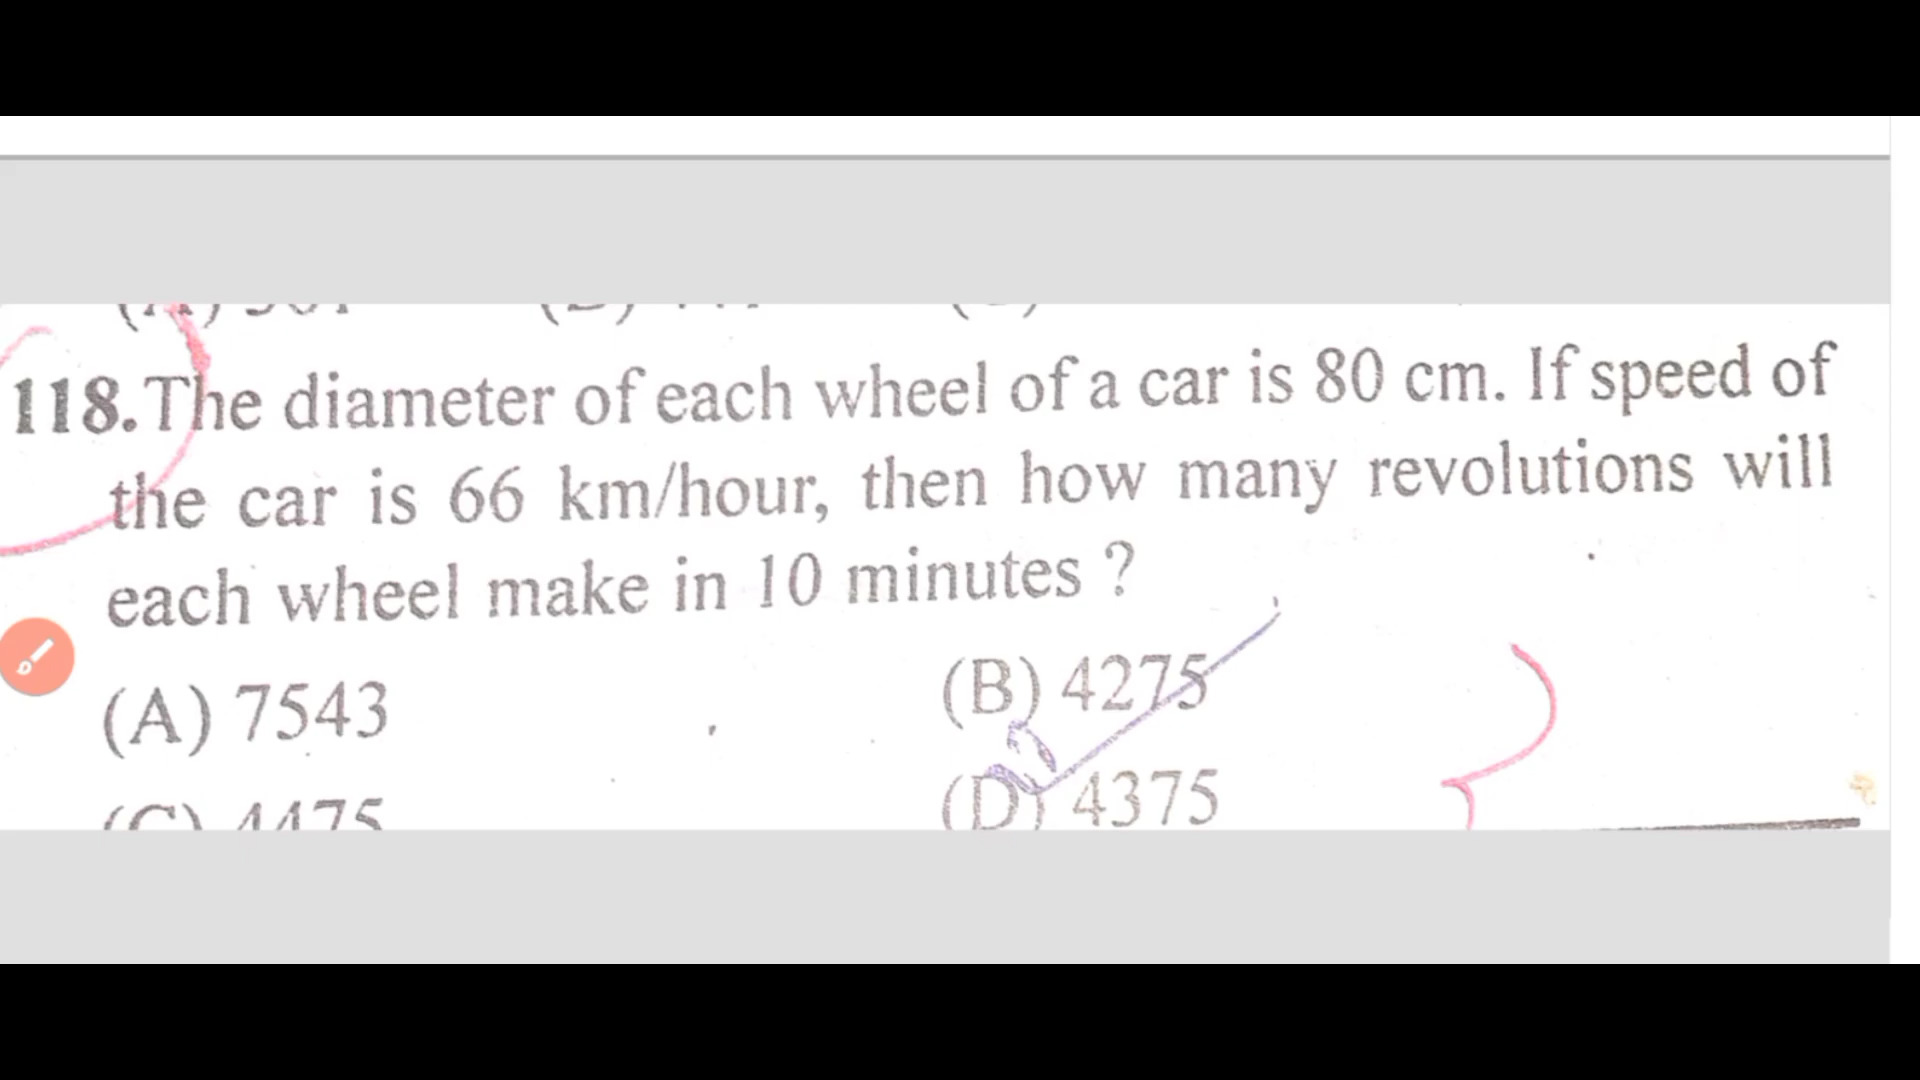 118.The diameter of each wheel of a car is 80 cm. If speed of
the car is 66 km/hour, then how many revolutions will
each wheel make in 10 minutes ?
(A) 7543 (B) 4275
(C) 4475 (D) 4375